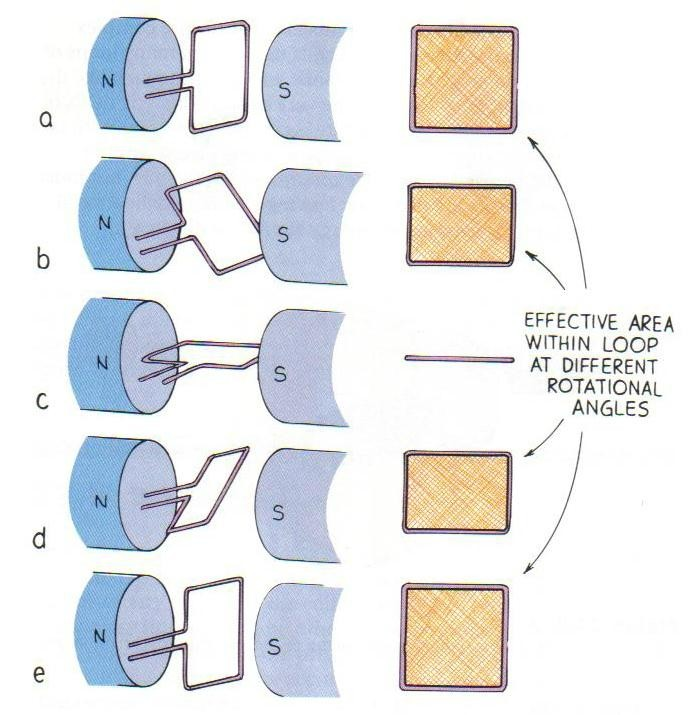 N
S
a
N
S
b
EFFECTIVE AREA
WITHIN LOOP
AT DIFFERENT
ROTATIONAL
ANGLES
N
S
c
N
S
d
N
S
e